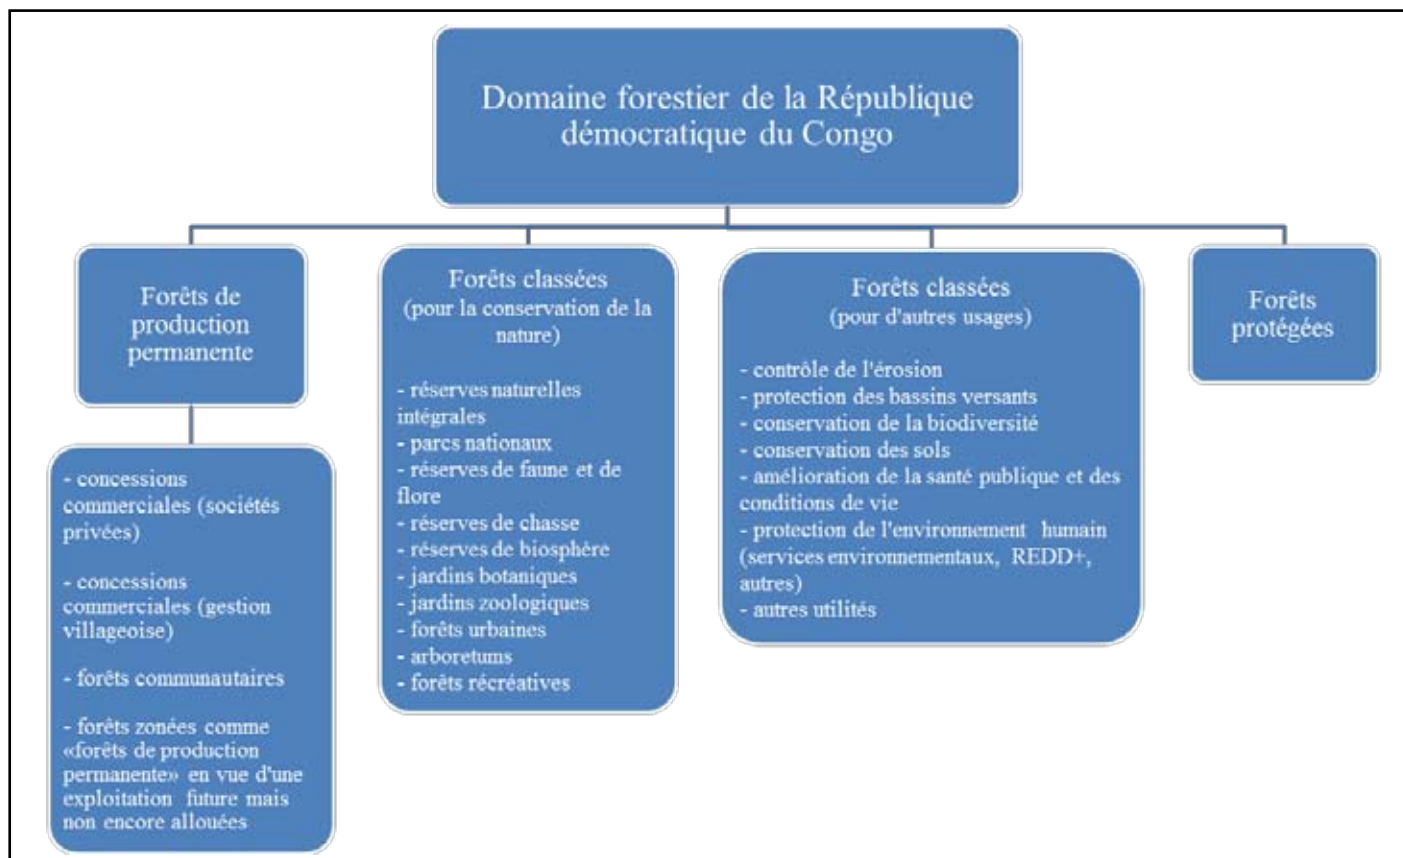 Domaine forestier de la République
démocratique du Congo
Forêts de
production
permanente
- concessions
commerciales (sociétés
privées)
- concessions
commerciales (gestion
villageoise)
- forêts communautaires
- forêts zonées comme
«forêts de production
permanente» en vue d'une
exploitation future mais
non encore allouées
Forêts classées
(pour la conservation de la
nature)
- réserves naturelles
intégrales
- parcs nationaux
- réserves de faune et de
flore
- réserves de chasse
- réserves de biosphère
- jardins botaniques
- jardins zoologiques
- forêts urbaines
- arboretums
- forêts récréatives
Forêts classées
(pour d'autres usages)
- contrôle de l'érosion
- protection des bassins versants
- conservation de la biodiversité
- conservation des sols
- amélioration de la santé publique et des
conditions de vie
- protection de l'environnement humain
(services environnementaux, REDD+,
autres)
- autres utilités
Forêts
protégées